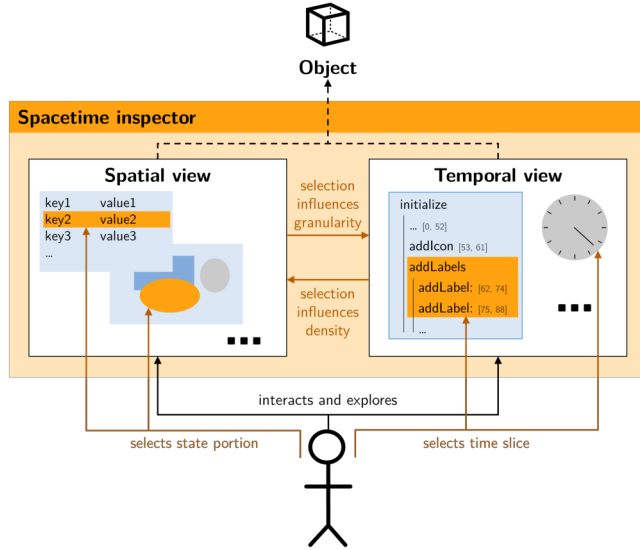 Object
Spacetime inspector
Spatial view
key1 value1
key2 value2
key3 value3
...
selection
influences
granularity
selection
influences
density
Temporal view
initialize
... [0, 52]
addIcon [53, 61]
addLabels
addLabel: [62, 74]
addLabel: [75, 88]
...
interacts and explores
selects state portion
selects time slice